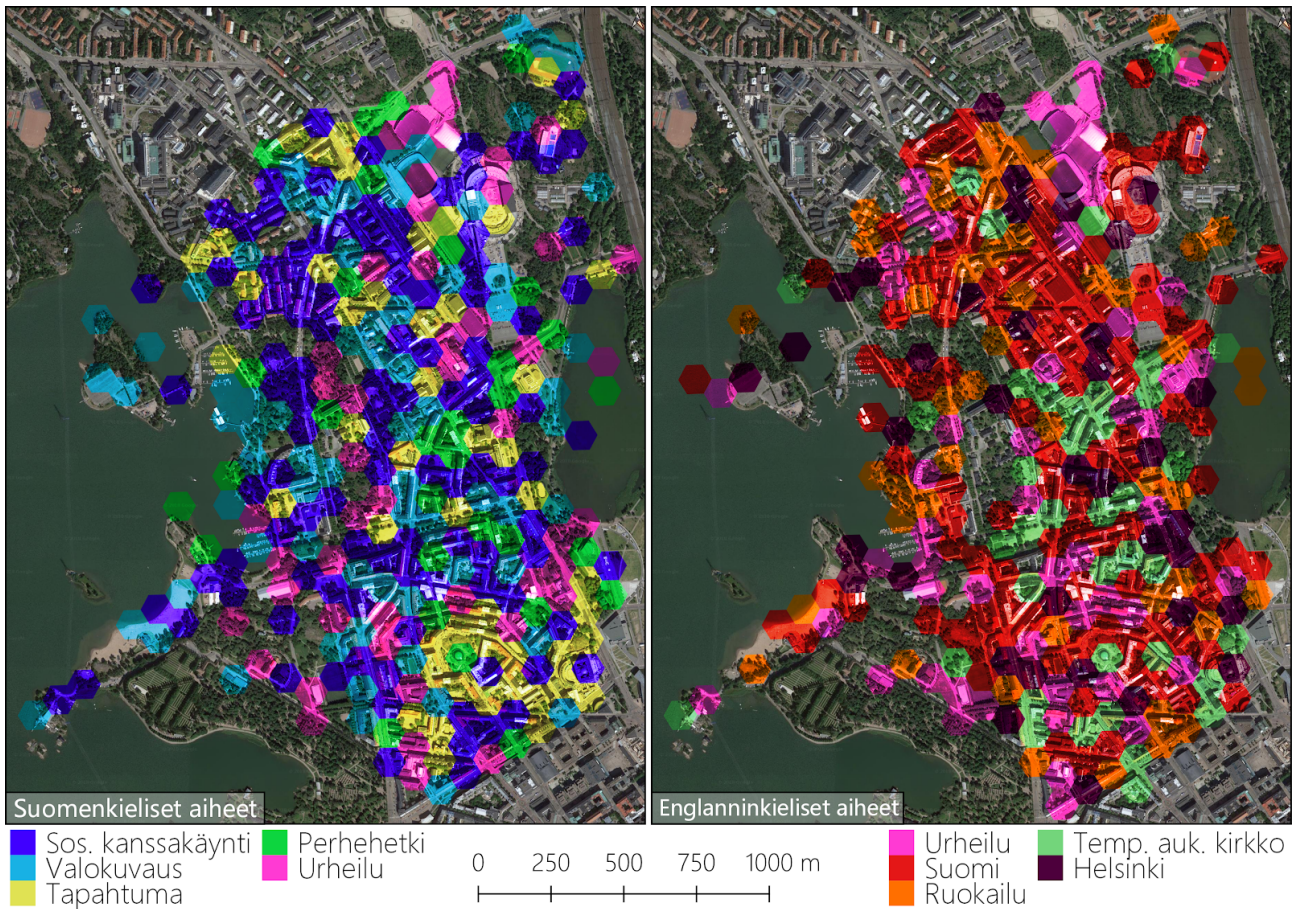 Suomenkieliset aiheet
Englanninkieliset aiheet
Sos. kanssakäynti
Valokuvaus
Tapahtuma
Perhehetki
Urheilu
0 250 500 750 1000 m
Urheilu
Suomi
Ruokailu
Temp. auk. kirkko
Helsinki